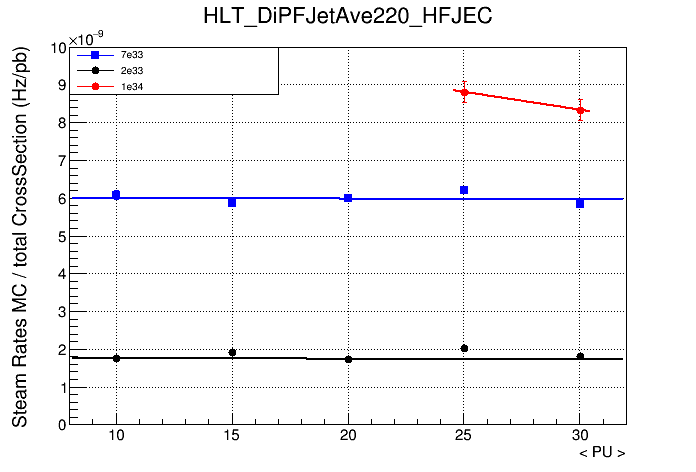 HLT_DiPFJetAve220_HFJEC
×10⁻⁹
10
7e33
2e33
1e34
9
8
7
6
5
4
3
2
1
0
Steam Rates MC / total CrossSection (Hz/pb)
10 15 20 25 30
< PU >